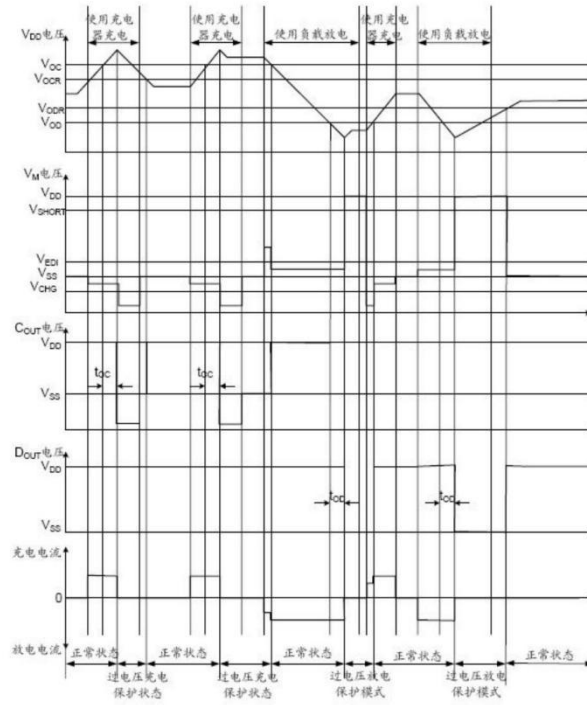 使用充电
器充电
使用充电
器充电
使用负载放电
使用充电
器充电
使用负载放电
VDD电压
VOC
VOCR
VODR
VOD
VM电压
VDD
VSHORT
VEDI
VSS
VCHG
COUT电压
VDD
tOC
tOC
VSS
DOUT电压
VDD
tOD
tOD
VSS
充电电流
0
放电电流
正常状态
正常状态
正常状态
正常状态
过电压充电
保护状态
过电压充电
保护状态
过电压放电
保护模式
过电压放电
保护模式
正常状态